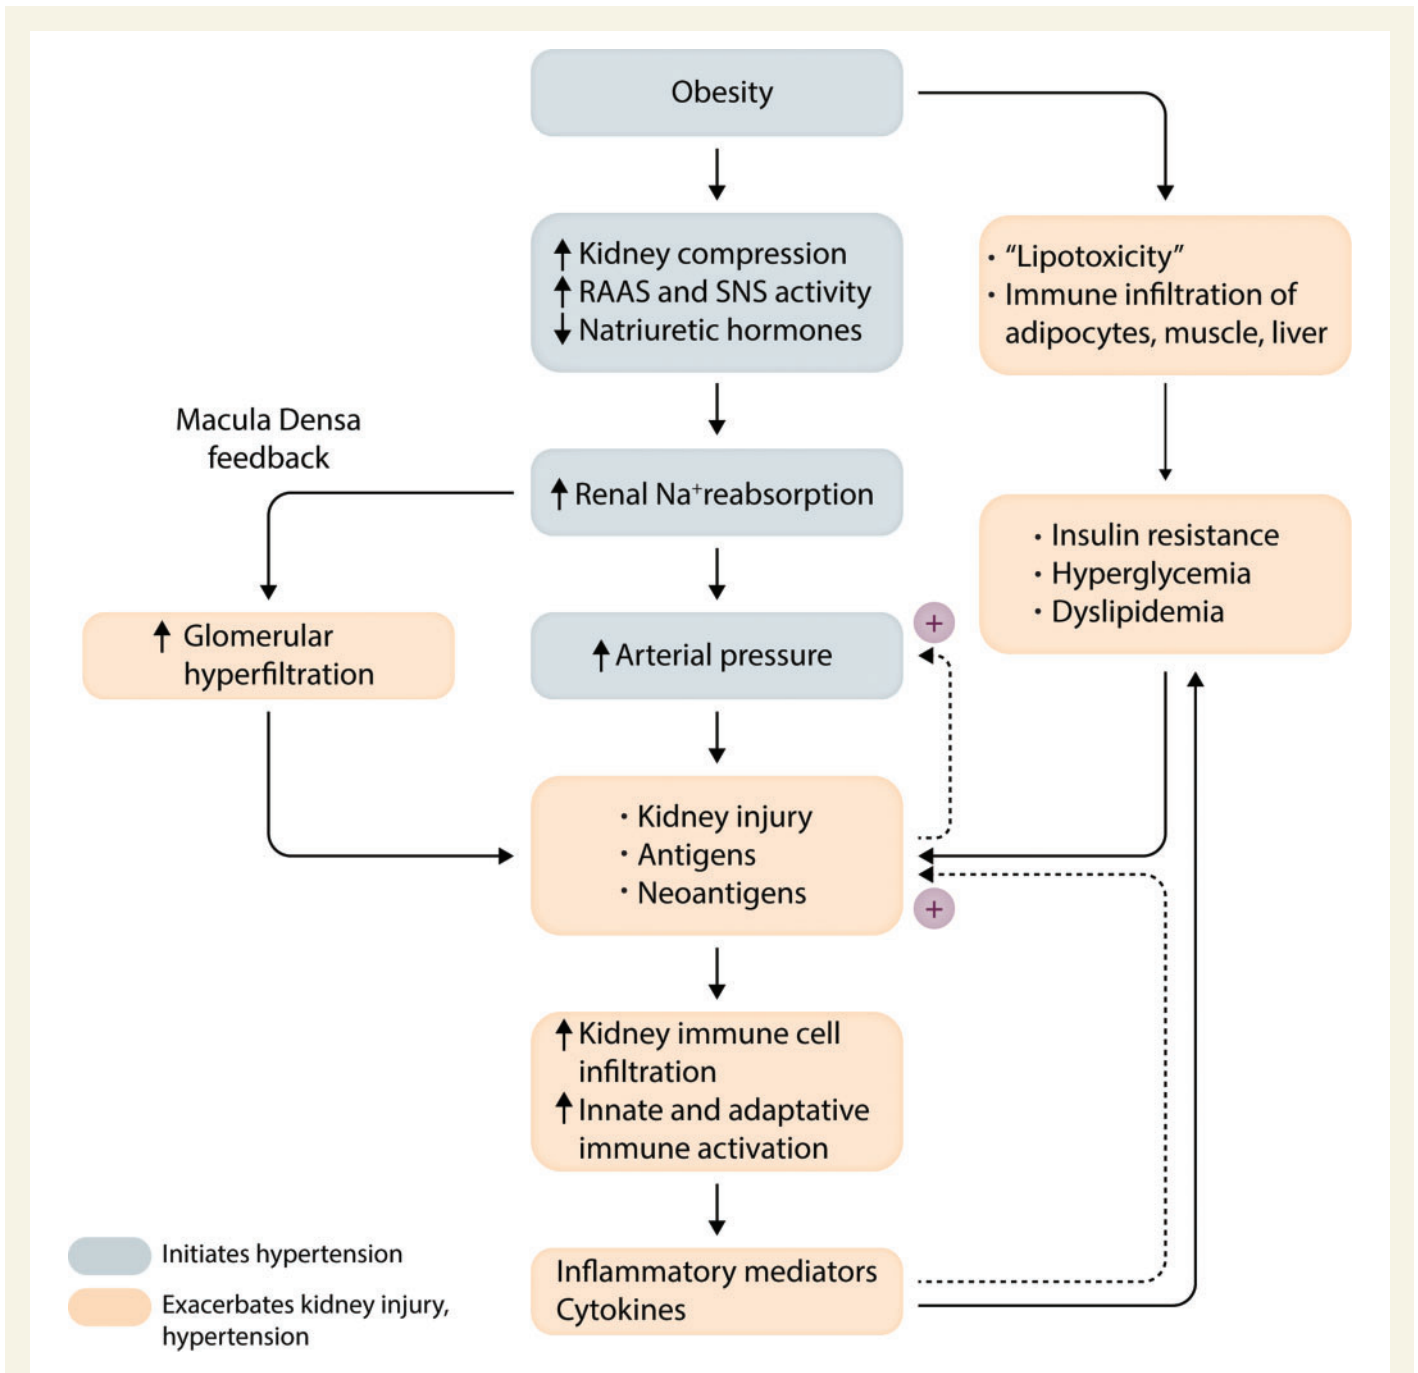 Obesity
↑ Kidney compression
↑ RAAS and SNS activity
↓ Natriuretic hormones
· “Lipotoxicity”
· Immune infiltration of
adipocytes, muscle, liver
Macula Densa
feedback
↑ Renal Na⁺reabsorption
· Insulin resistance
· Hyperglycemia
· Dyslipidemia
↑ Glomerular
hyperfiltration
↑ Arterial pressure
+
· Kidney injury
· Antigens
· Neoantigens
+
↑ Kidney immune cell
infiltration
↑ Innate and adaptative
immune activation
Inflammatory mediators
Cytokines
Initiates hypertension
Exacerbates kidney injury,
hypertension